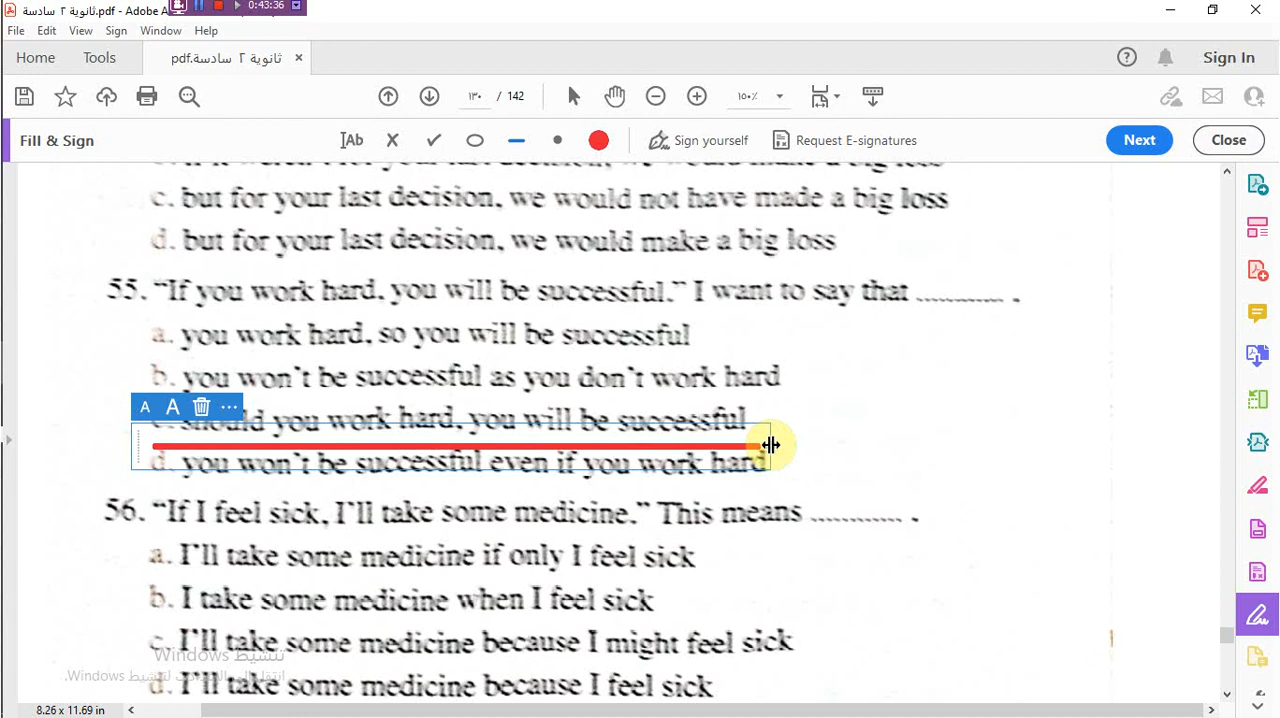 ثانوية ٢ سادسة.pdf - Adobe A
0:43:36
File Edit View Sign Window Help
Home Tools ثانوية ٢ سادسة.pdf × Sign In
١٣٠ / 142 ١٥٠٪
Fill & Sign Ab Sign yourself Request E-signatures Next Close
c. but for your last decision, we would not have made a big loss
d. but for your last decision, we would make a big loss
55. “If you work hard, you will be successful.” I want to say that ............ .
a. you work hard, so you will be successful
b. you won't be successful as you don't work hard
A A ...
should you work hard, you will be successful
d. you won't be successful even if you work hard
56. “If I feel sick, I'll take some medicine.” This means ............ .
a. I'll take some medicine if only I feel sick
b. I take some medicine when I feel sick
c. I'll take some medicine because I might feel sick
تنشيط Windows
d. I'll take some medicine because I feel sick
8.26 x 11.69 in